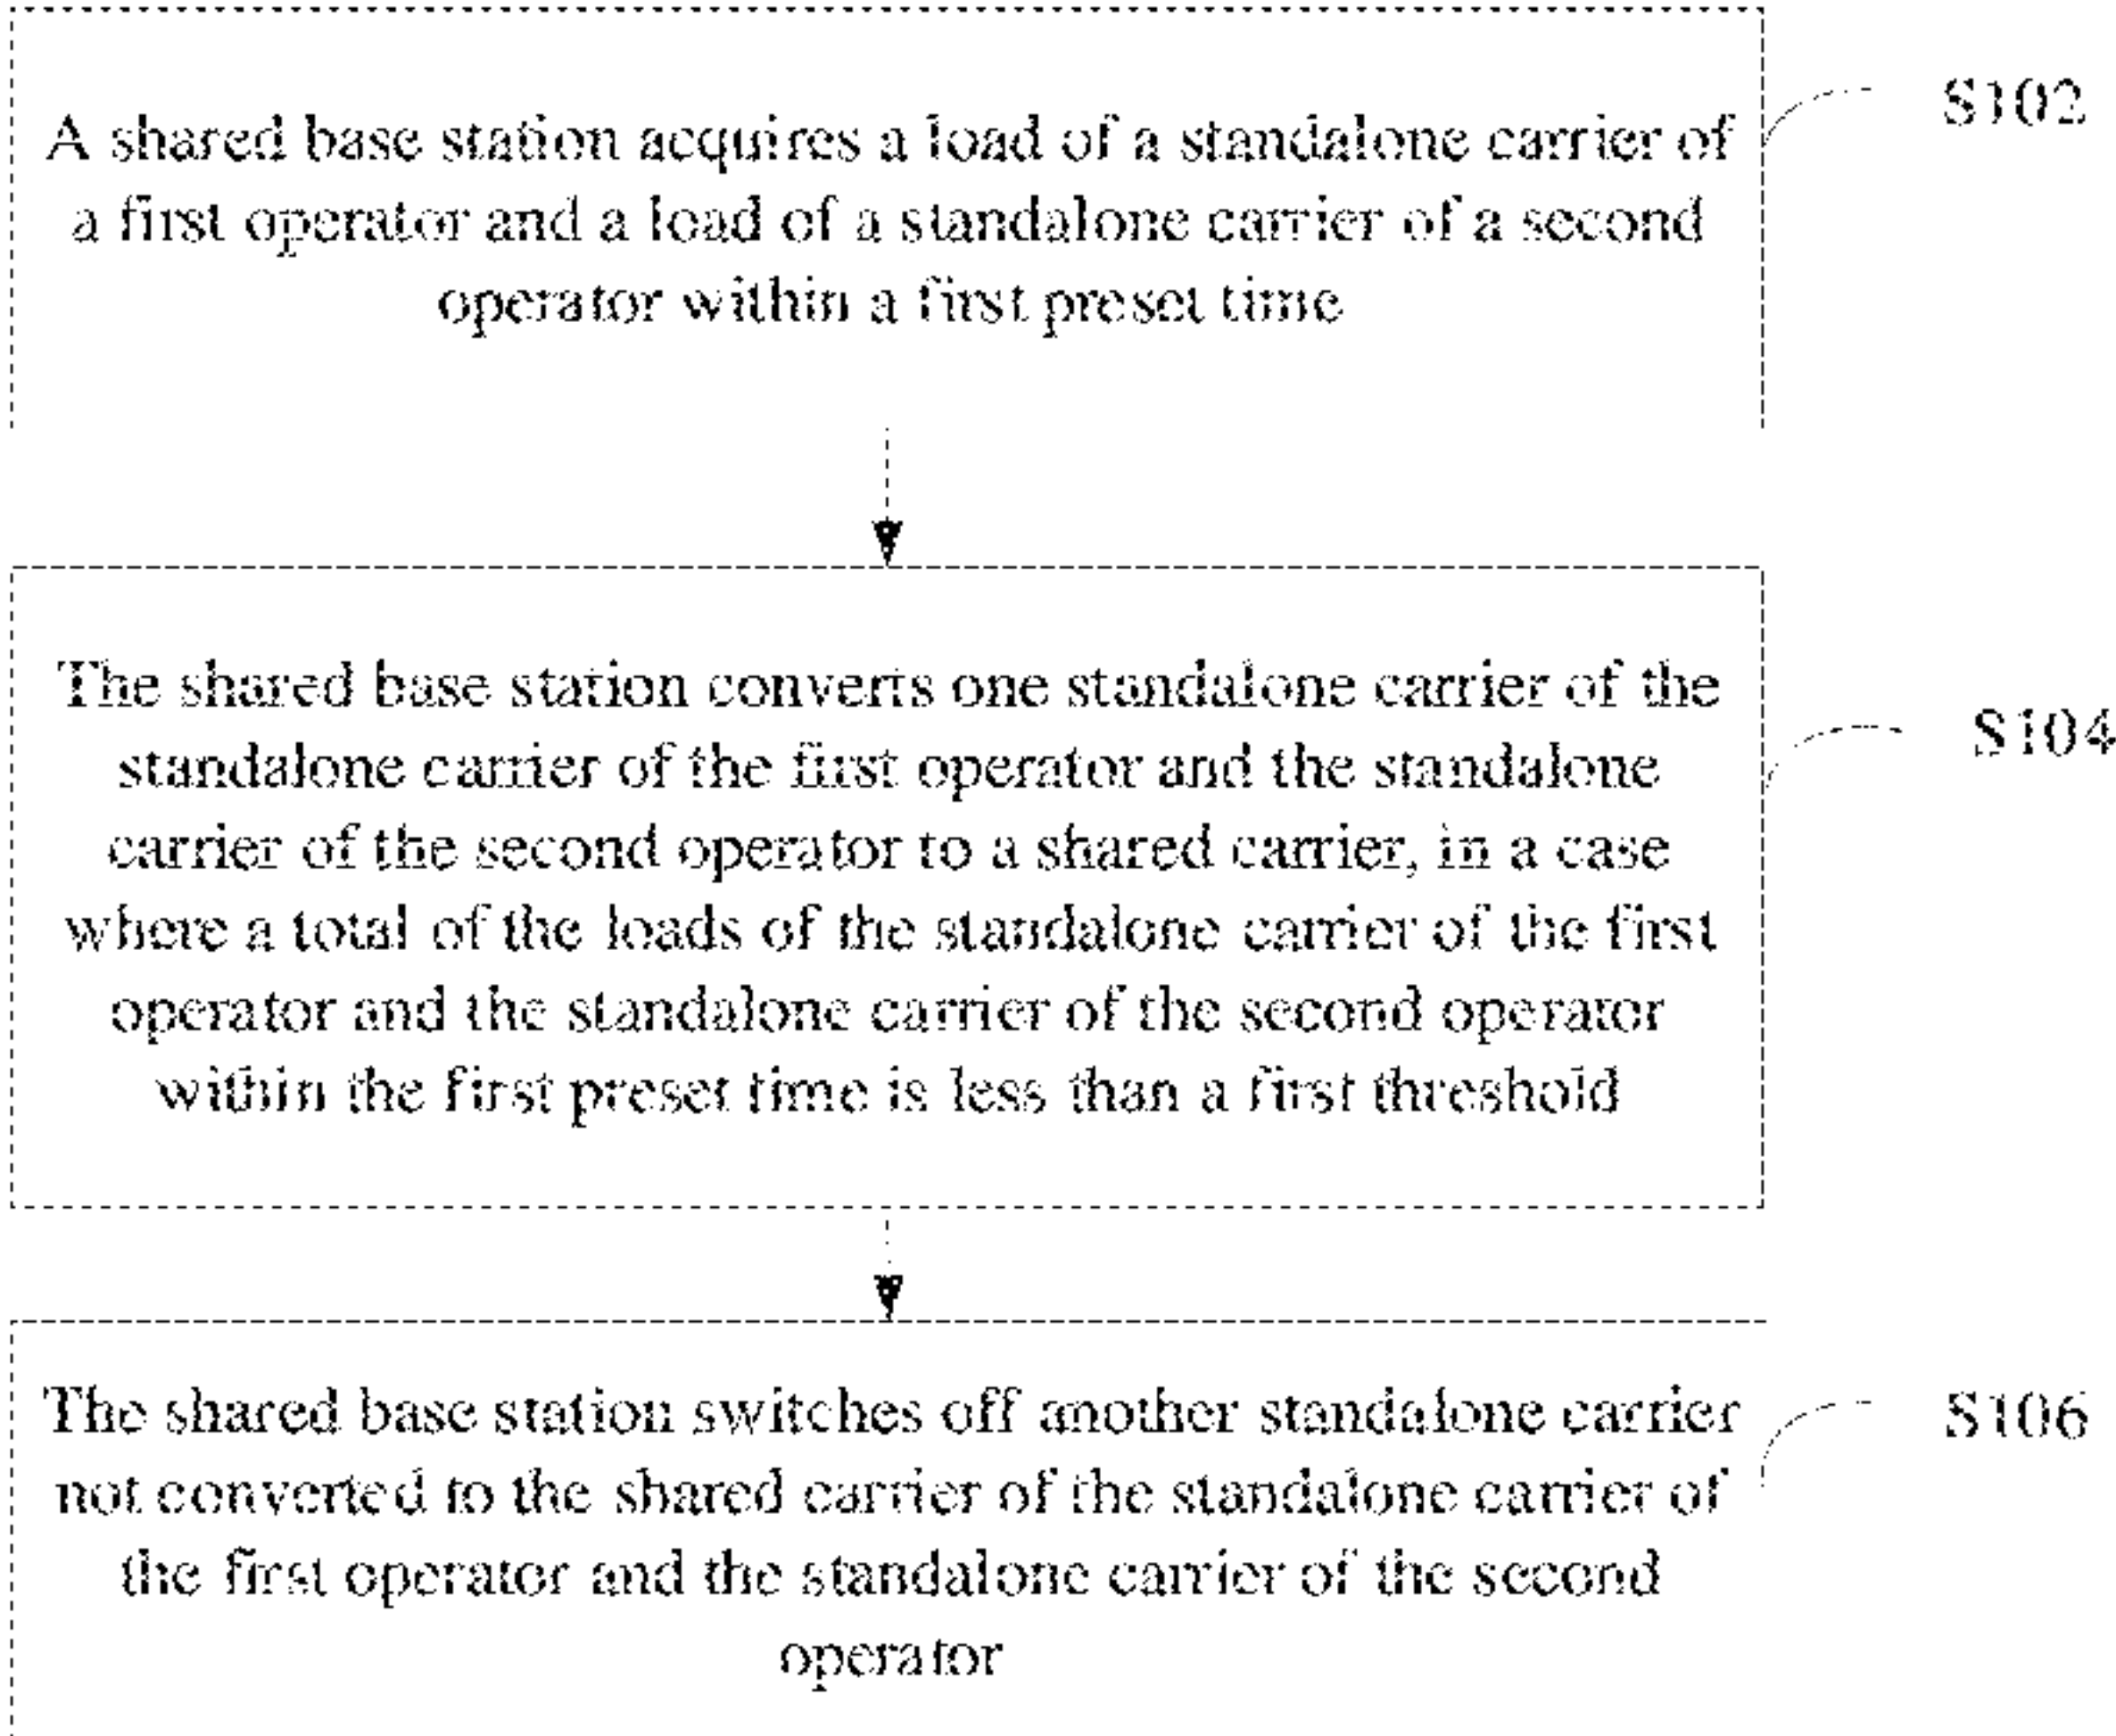 A shared base station acquires a load of a standalone carrier of
a first operator and a load of a standalone carrier of a second
operator within a first preset time
S102
The shared base station converts one standalone carrier of the
standalone carrier of the first operator and the standalone
carrier of the second operator to a shared carrier, in a case
where a total of the loads of the standalone carrier of the first
operator and the standalone carrier of the second operator
within the first preset time is less than a first threshold
S104
The shared base station switches off another standalone carrier
not converted to the shared carrier of the standalone carrier of
the first operator and the standalone carrier of the second
operator
S106